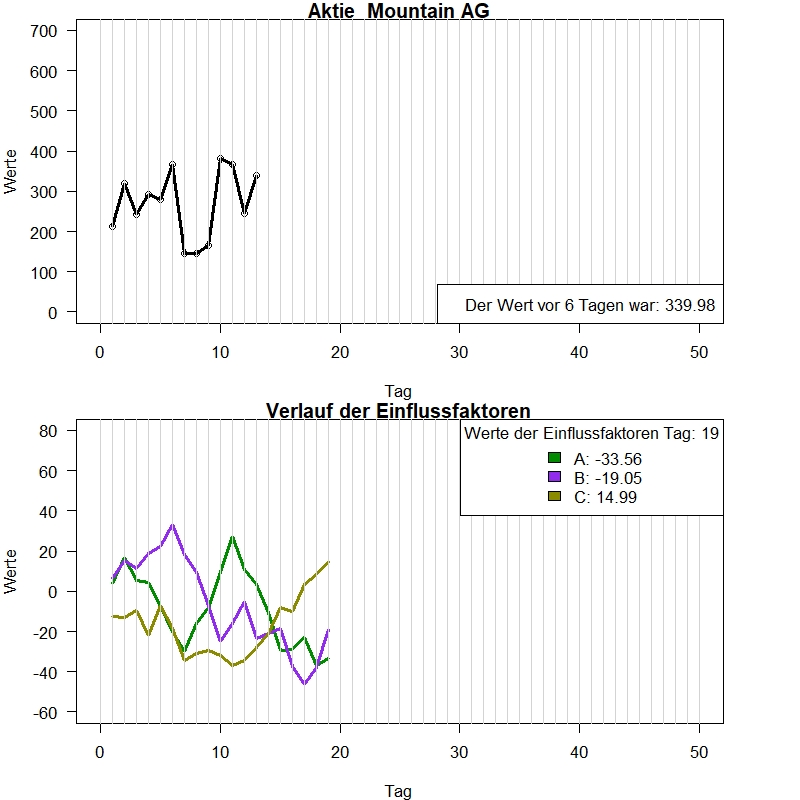 Aktie  Mountain AG
700
600
500
400
300
200
100
0
Werte
Der Wert vor 6 Tagen war: 339.98
0 10 20 30 40 50
Tag
Verlauf der Einflussfaktoren
80
60
40
20
0
-20
-40
-60
Werte
Werte der Einflussfaktoren Tag: 19
A: -33.56
B: -19.05
C: 14.99
0 10 20 30 40 50
Tag